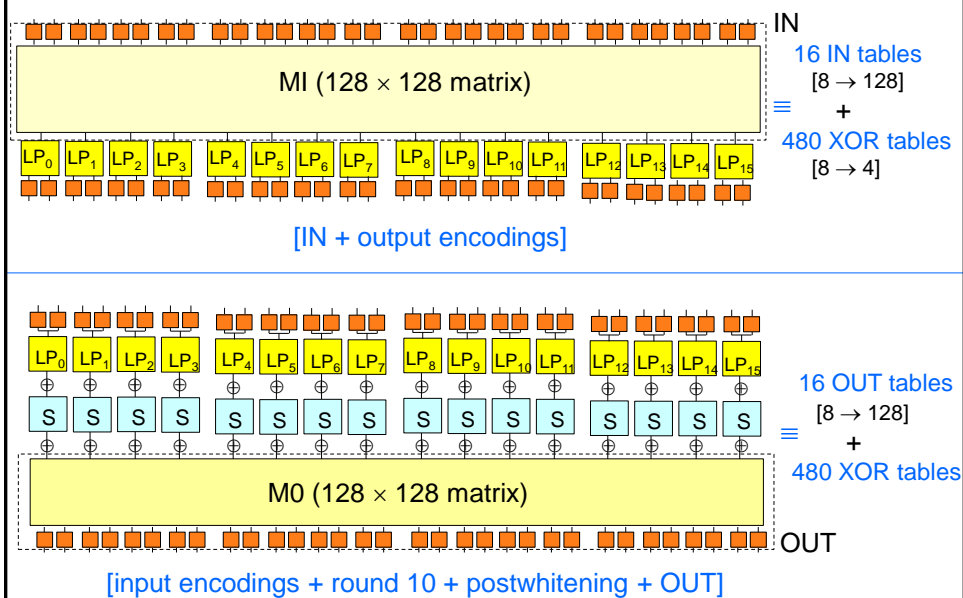 IN
16 IN tables
[8 → 128]
MI (128 × 128 matrix)
≡
+
480 XOR tables
[8 → 4]
LP₀ LP₁ LP₂ LP₃ LP₄ LP₅ LP₆ LP₇ LP₈ LP₉ LP₁₀ LP₁₁ LP₁₂ LP₁₃ LP₁₄ LP₁₅
[IN + output encodings]
LP₀ LP₁ LP₂ LP₃ LP₄ LP₅ LP₆ LP₇ LP₈ LP₉ LP₁₀ LP₁₁ LP₁₂ LP₁₃ LP₁₄ LP₁₅
⊕ ⊕ ⊕ ⊕ ⊕ ⊕ ⊕ ⊕ ⊕ ⊕ ⊕ ⊕ ⊕ ⊕ ⊕ ⊕
S S S S S S S S S S S S S S S S
⊕ ⊕ ⊕ ⊕ ⊕ ⊕ ⊕ ⊕ ⊕ ⊕ ⊕ ⊕ ⊕ ⊕ ⊕ ⊕
16 OUT tables
[8 → 128]
≡
+
480 XOR tables
M0 (128 × 128 matrix)
OUT
[input encodings + round 10 + postwhitening + OUT]